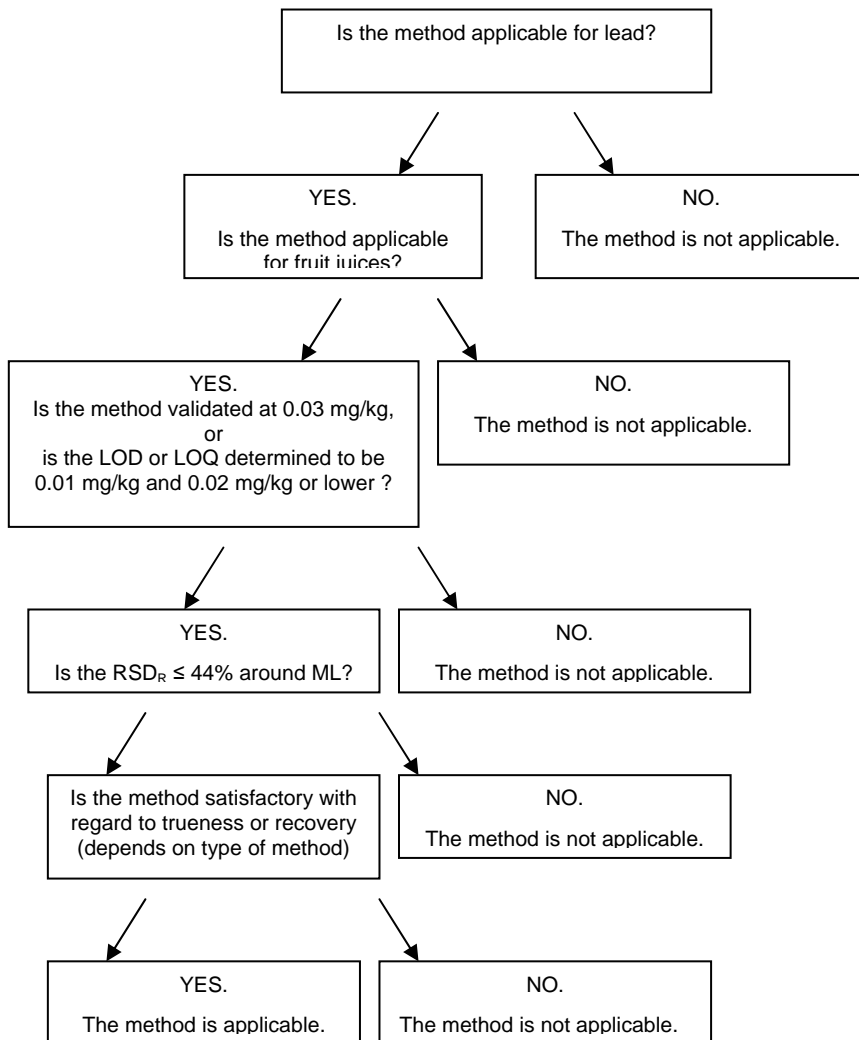 Is the method applicable for lead?
YES.
Is the method applicable
for fruit juices?
NO.
The method is not applicable.
YES.
Is the method validated at 0.03 mg/kg,
or
is the LOD or LOQ determined to be
0.01 mg/kg and 0.02 mg/kg or lower ?
NO.
The method is not applicable.
YES.
Is the RSDR ≤ 44% around ML?
NO.
The method is not applicable.
Is the method satisfactory with
regard to trueness or recovery
(depends on type of method)
NO.
The method is not applicable.
YES.
The method is applicable.
NO.
The method is not applicable.